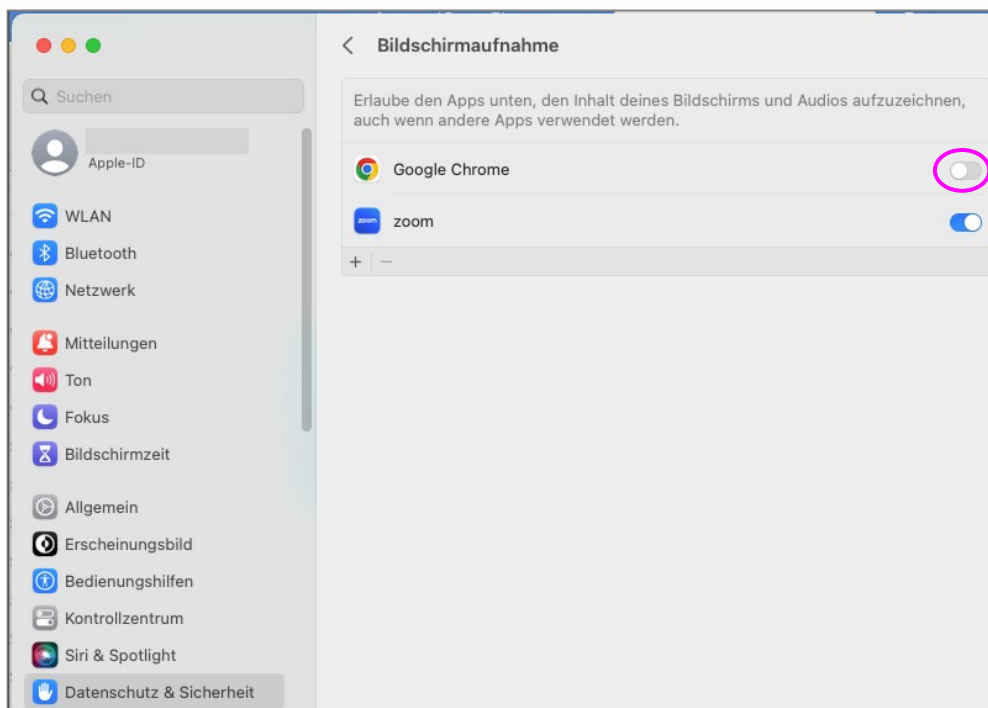 Bildschirmaufnahme
Suchen
Apple-ID
WLAN
Bluetooth
Netzwerk
Mitteilungen
Ton
Fokus
Bildschirmzeit
Allgemein
Erscheinungsbild
Bedienungshilfen
Kontrollzentrum
Siri & Spotlight
Datenschutz & Sicherheit
Erlaube den Apps unten, den Inhalt deines Bildschirms und Audios aufzuzeichnen,
auch wenn andere Apps verwendet werden.
Google Chrome
zoom
zoom